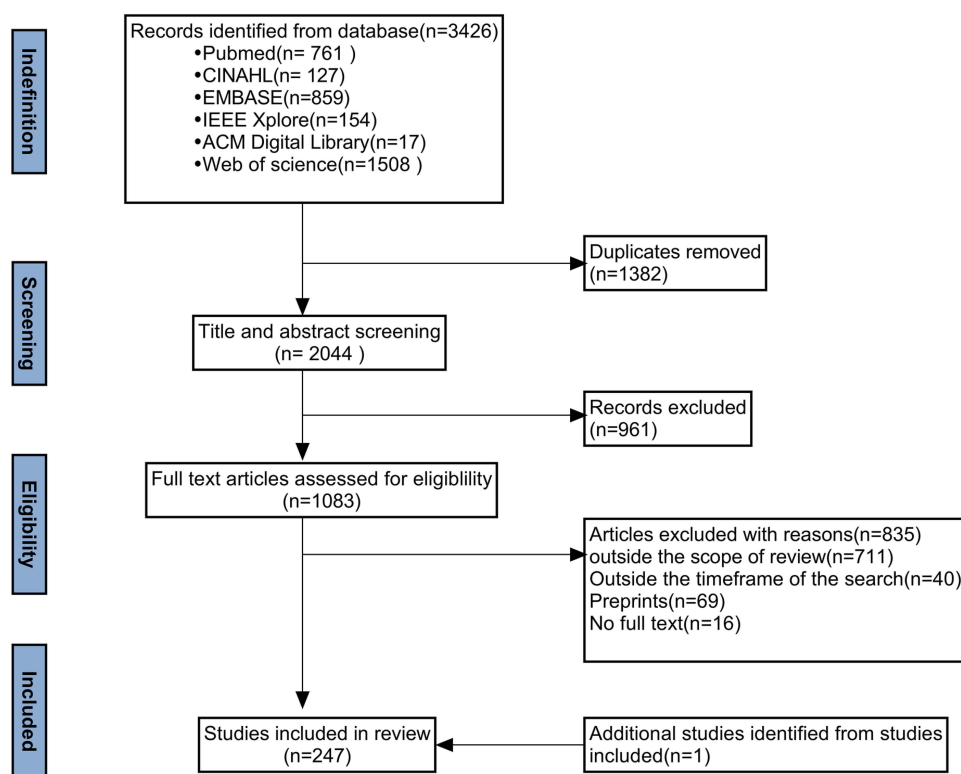 Indefinition
Records identified from database(n=3426)
•Pubmed(n= 761 )
•CINAHL(n= 127)
•EMBASE(n=859)
•IEEE Xplore(n=154)
•ACM Digital Library(n=17)
•Web of science(n=1508 )
Duplicates removed
(n=1382)
Screening
Title and abstract screening
(n= 2044 )
Records excluded
(n=961)
Eligibility
Full text articles assessed for eligiblility
(n=1083)
Articles excluded with reasons(n=835)
outside the scope of review(n=711)
Outside the timeframe of the search(n=40)
Preprints(n=69)
No full text(n=16)
Included
Studies included in review
(n=247)
Additional studies identified from studies
included(n=1)